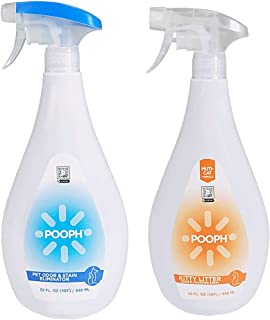 POOPH
PET ODOR & STAIN
ELIMINATOR
32 FL. OZ (1QT) / 946 ML
MULTI-
CAT
FORMULA
POOPH
KITTY LITTER
32 FL. OZ (1QT) / 946 ML